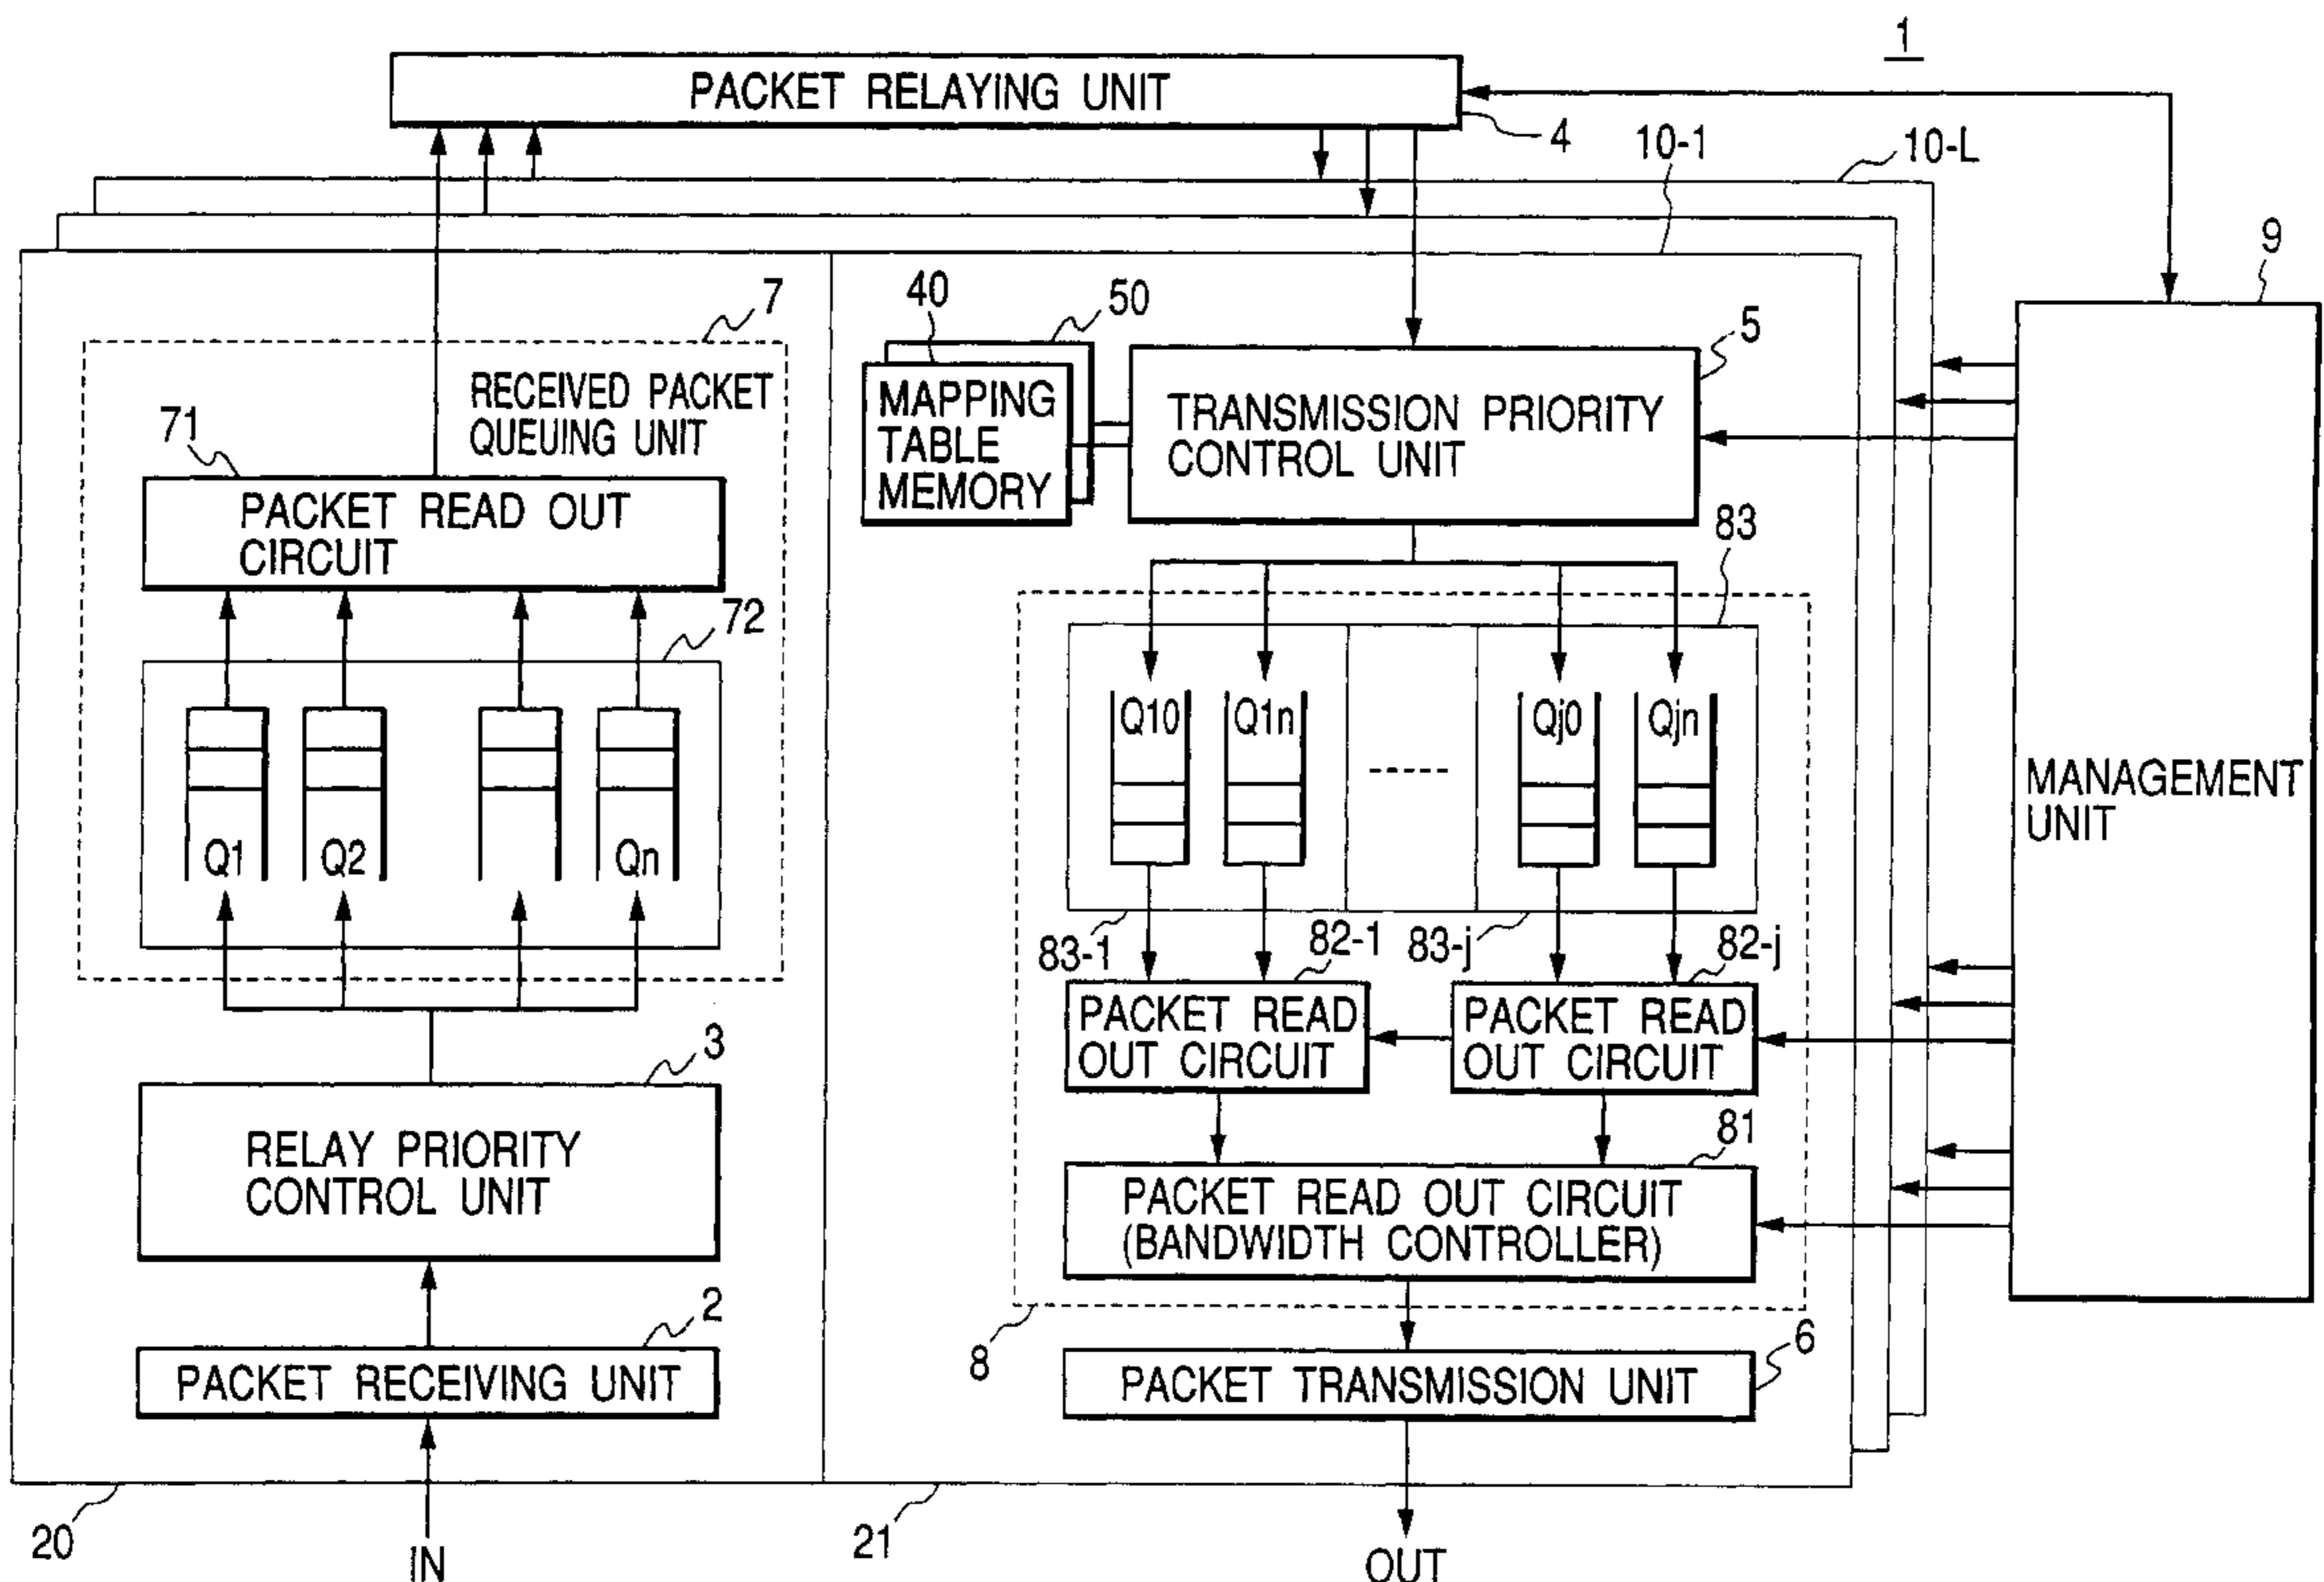 1
PACKET RELAYING UNIT
4
10-1
10-L
9
7
40
50
5
RECEIVED PACKET
QUEUING UNIT
71
MAPPING
TABLE
MEMORY
TRANSMISSION PRIORITY
CONTROL UNIT
PACKET READ OUT
CIRCUIT
83
72
Q10
Q1n
Qj0
Qjn
-----
MANAGEMENT
UNIT
Q1
Q2
Qn
83-1
82-1
83-j
82-j
PACKET READ
OUT CIRCUIT
PACKET READ
OUT CIRCUIT
3
RELAY PRIORITY
CONTROL UNIT
81
PACKET READ OUT CIRCUIT
(BANDWIDTH CONTROLLER)
2
8
6
PACKET RECEIVING UNIT
PACKET TRANSMISSION UNIT
20
IN
21
OUT